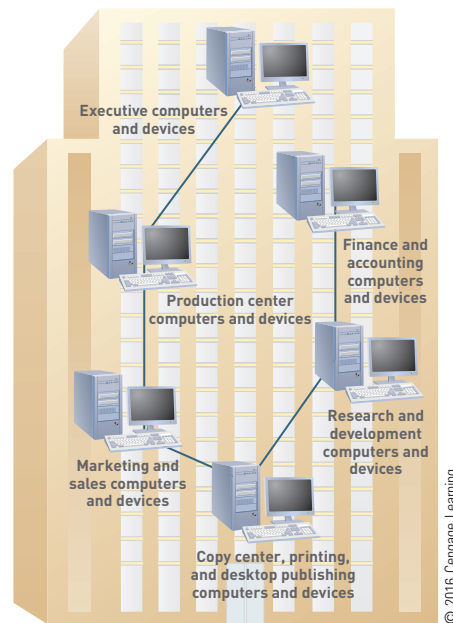 Executive computers
and devices
Finance and
accounting
computers
and devices
Production center
computers and devices
Research and
development
computers and
devices
Marketing and
sales computers
and devices
Copy center, printing,
and desktop publishing
computers and devices
© 2016 Cengage Learning